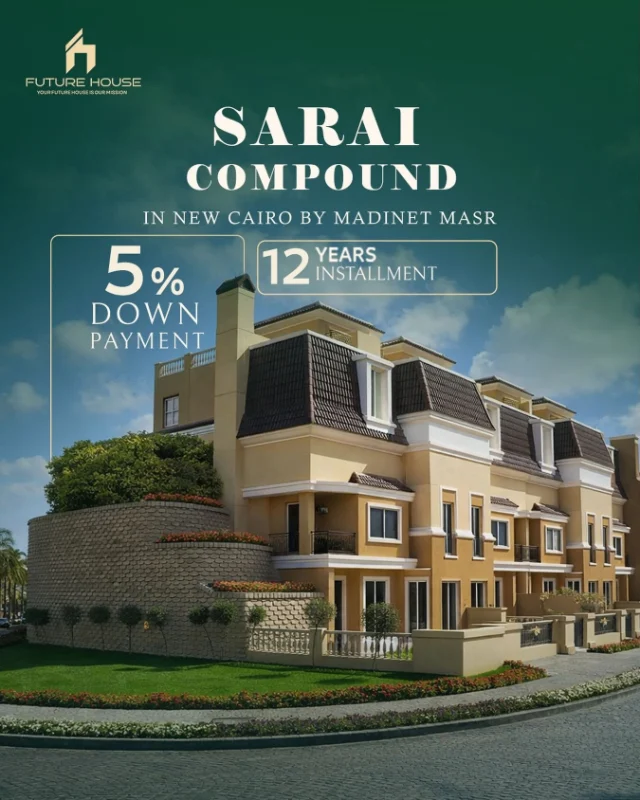 FUTURE HOUSE
YOUR FUTURE HOUSE IS OUR MISSION
SARAI
COMPOUND
IN NEW CAIRO BY MADINET MASR
5%
DOWN
PAYMENT
12 YEARS
INSTALLMENT